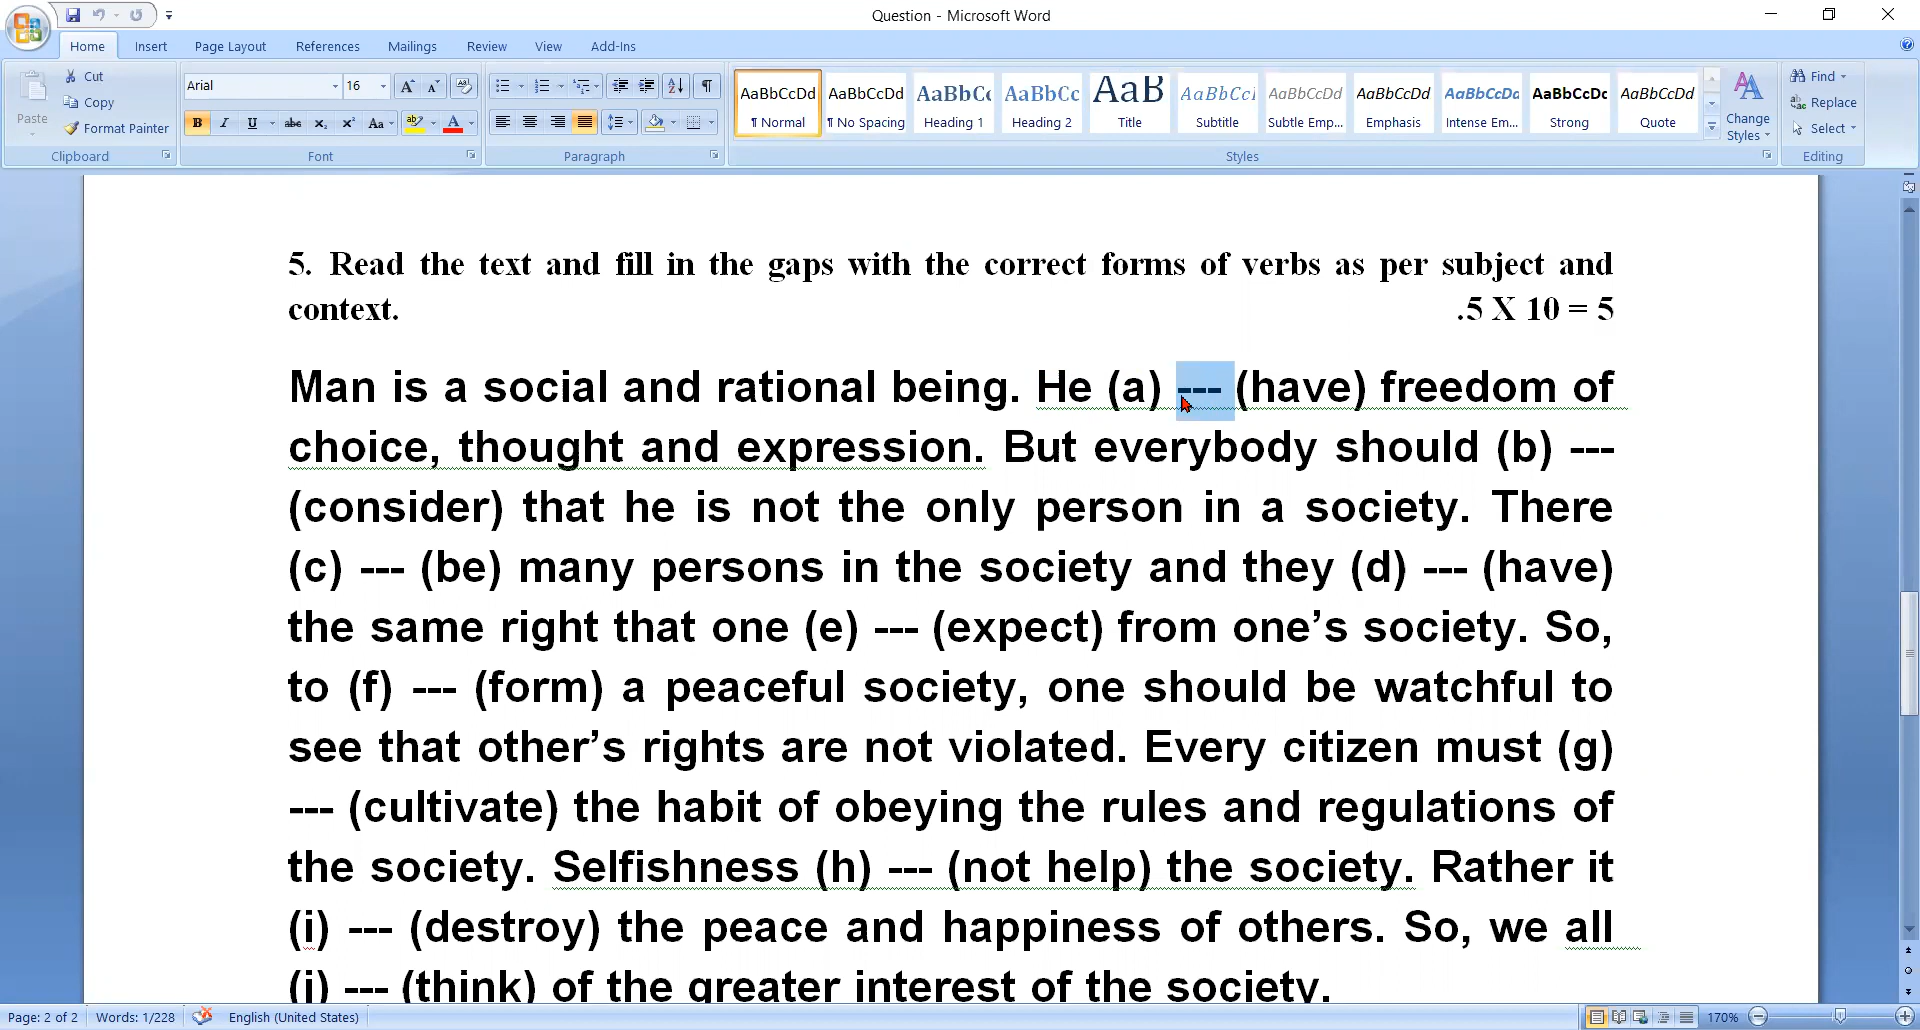 Question - Microsoft Word
Home Insert Page Layout References Mailings Review View Add-Ins
Paste
Cut
Copy
Format Painter
Clipboard
Arial 16
B I U abc x₂ x² Aa
Font
Paragraph
AaBbCcDd AaBbCcDd AaBbCc AaBbCc AaB AaBbCcl AaBbCcDd AaBbCcDd AaBbCcDc AaBbCcDc AaBbCcDd
¶ Normal ¶ No Spacing Heading 1 Heading 2 Title Subtitle Subtle Emp... Emphasis Intense Em... Strong Quote
Styles
Change
Styles
Find
Replace
Select
Editing
5. Read the text and fill in the gaps with the correct forms of verbs as per subject and
context. .5 X 10 = 5
Man is a social and rational being. He (a) --- (have) freedom of
choice, thought and expression. But everybody should (b) ---
(consider) that he is not the only person in a society. There
(c) --- (be) many persons in the society and they (d) --- (have)
the same right that one (e) --- (expect) from one’s society. So,
to (f) --- (form) a peaceful society, one should be watchful to
see that other’s rights are not violated. Every citizen must (g)
--- (cultivate) the habit of obeying the rules and regulations of
the society. Selfishness (h) --- (not help) the society. Rather it
(i) --- (destroy) the peace and happiness of others. So, we all
(j) --- (think) of the greater interest of the society.
Page: 2 of 2 Words: 1/228 English (United States) 170%